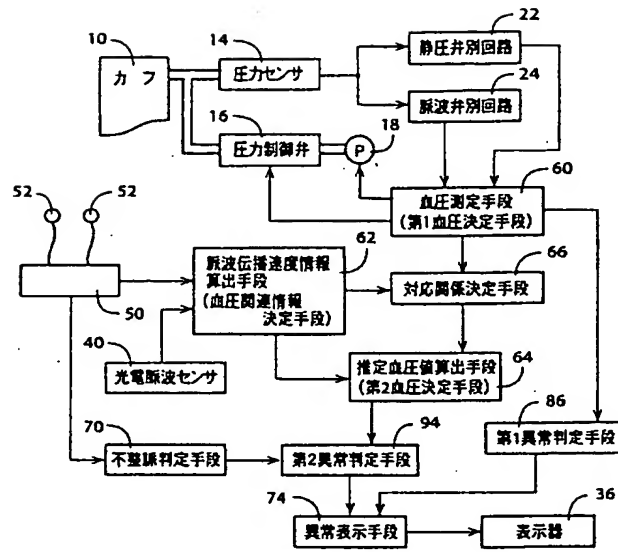 10
14
22
カフ
圧力センサ
静圧弁別回路
24
16
18
脈波弁別回路
圧力制御弁
P
52
52
60
血圧測定手段
(第1血圧決定手段)
62
66
脈波伝播速度情報
算出手段
(血圧関連情報
決定手段)
対応関係決定手段
50
40
光電脈波センサ
推定血圧値算出手段
(第2血圧決定手段)
64
86
70
94
第1異常判定手段
不整脈判定手段
第2異常判定手段
74
36
異常表示手段
表示器